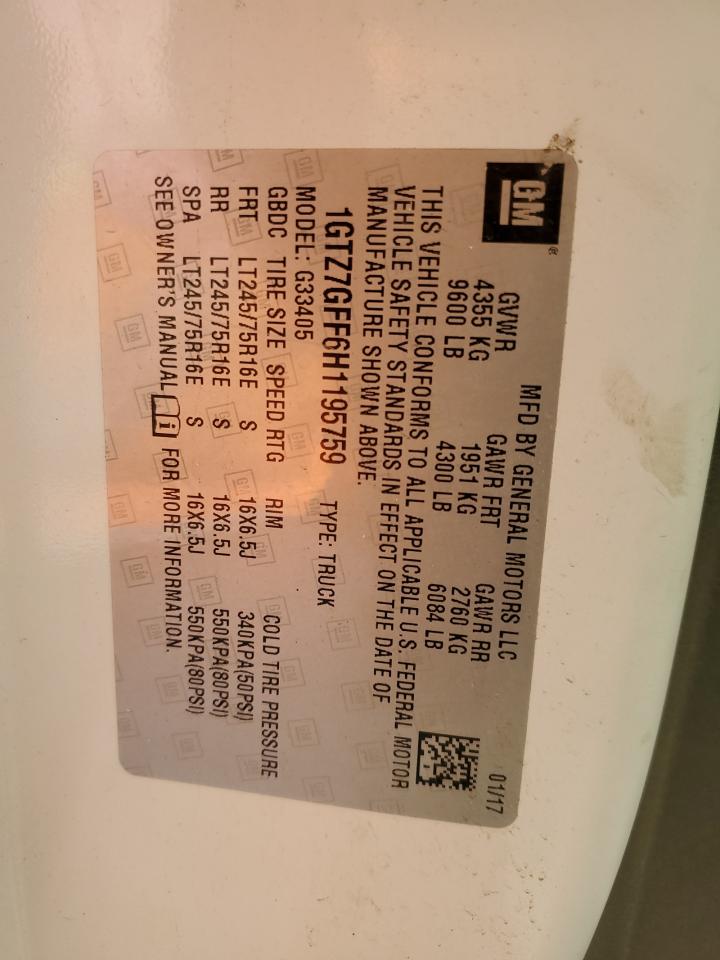 GM®
MFD BY GENERAL MOTORS LLC 01/17
GVWR GAWR FRT GAWR RR
4355 KG 1951 KG 2760 KG
9600 LB 4300 LB 6084 LB
THIS VEHICLE CONFORMS TO ALL APPLICABLE U.S. FEDERAL MOTOR
VEHICLE SAFETY STANDARDS IN EFFECT ON THE DATE OF
MANUFACTURE SHOWN ABOVE.
1GTZ7GFF6H1195759 TYPE: TRUCK
MODEL: G33405
GBDC TIRE SIZE SPEED RTG RIM COLD TIRE PRESSURE
FRT LT245/75R16E S 16X6.5J 340KPA(50PSI)
RR LT245/75R16E S 16X6.5J 550KPA(80PSI)
SPA LT245/75R16E S 16X6.5J 550KPA(80PSI)
SEE OWNER'S MANUAL FOR MORE INFORMATION.